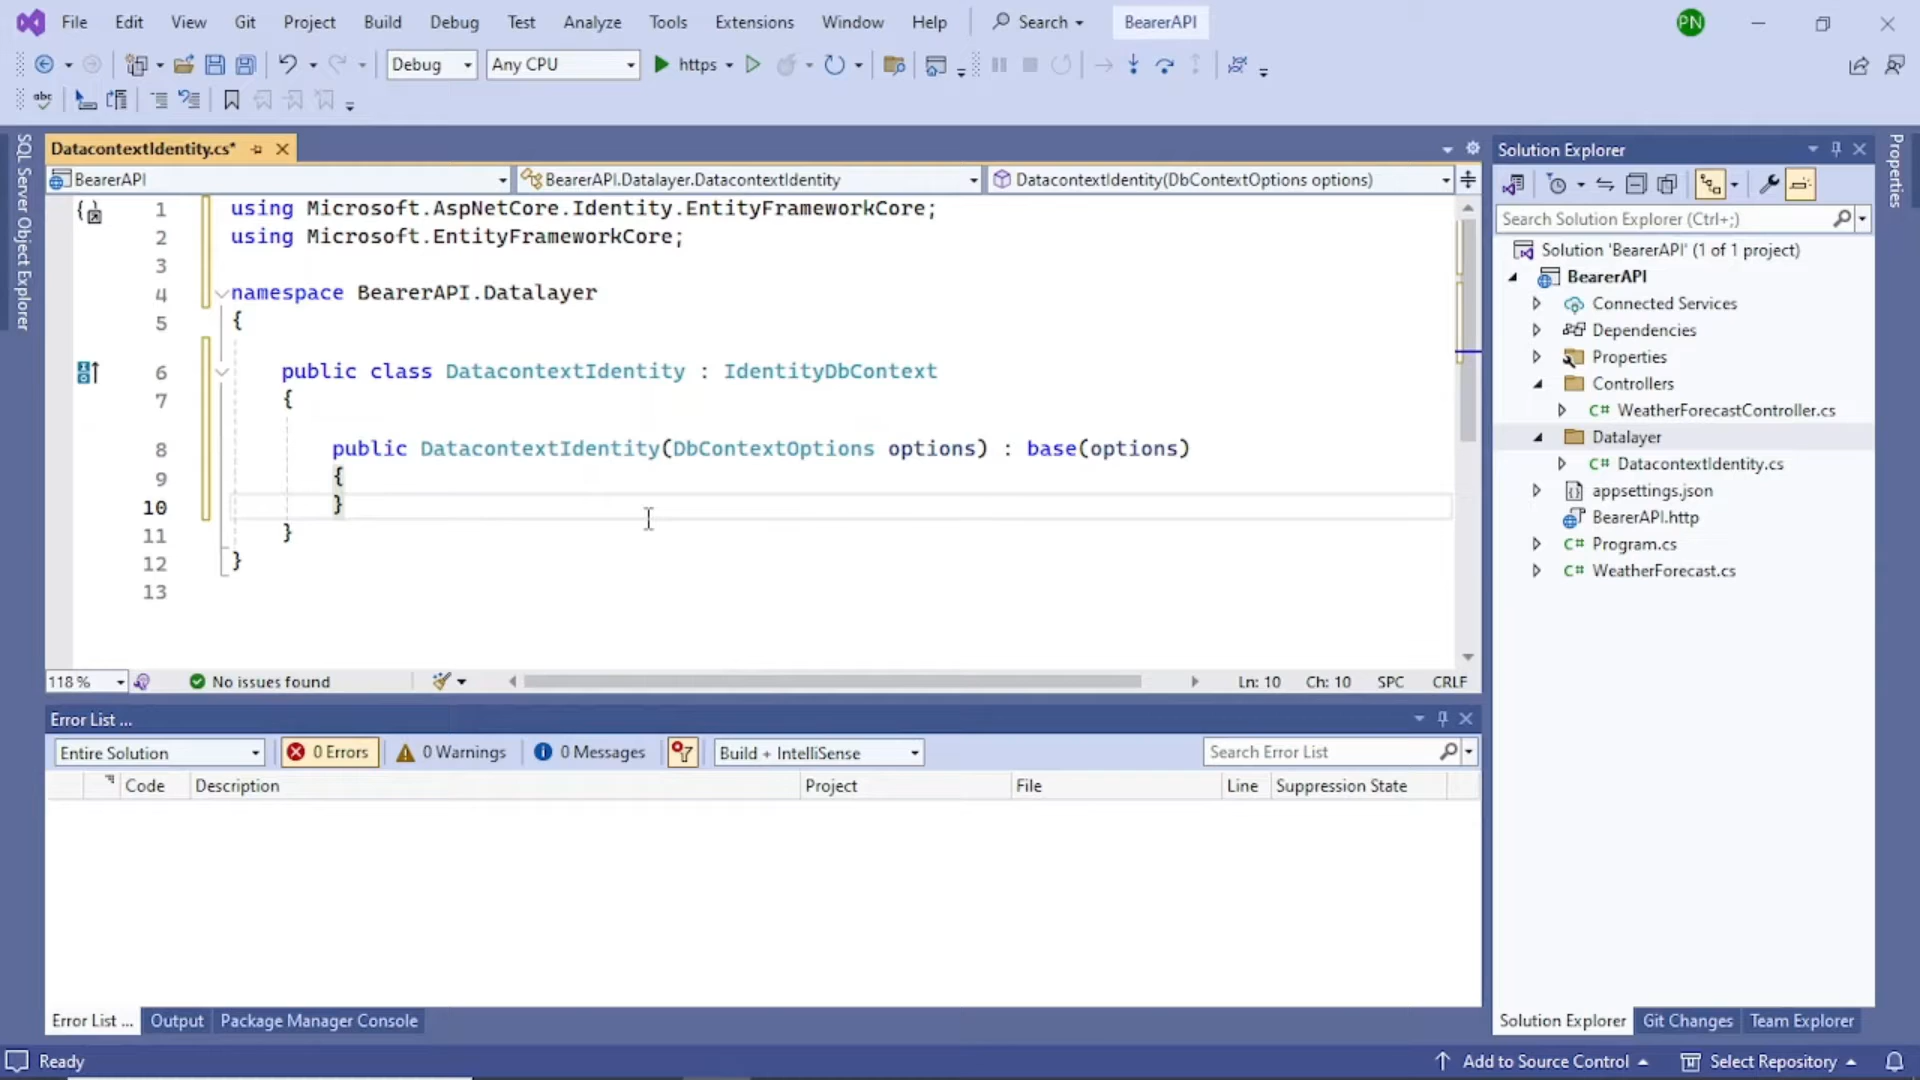 File Edit View Git Project Build Debug Test Analyze Tools Extensions Window Help Search BearerAPI PN
Debug Any CPU https
abc
SQL Server Object Explorer
DatacontextIdentity.cs*
BearerAPI BearerAPI.Datalayer.DatacontextIdentity DatacontextIdentity(DbContextOptions options)
1 using Microsoft.AspNetCore.Identity.EntityFrameworkCore;
2 using Microsoft.EntityFrameworkCore;
3
4 namespace BearerAPI.Datalayer
5 {
6 public class DatacontextIdentity : IdentityDbContext
7 {
8 public DatacontextIdentity(DbContextOptions options) : base(options)
9 {
10 }
11 }
12 }
13
118 % No issues found Ln: 10 Ch: 10 SPC CRLF
Error List ...
Entire Solution 0 Errors 0 Warnings 0 Messages Build + IntelliSense Search Error List
Code Description Project File Line Suppression State
Error List ... Output Package Manager Console
Solution Explorer
Search Solution Explorer (Ctrl+;)
Solution 'BearerAPI' (1 of 1 project)
BearerAPI
Connected Services
Dependencies
Properties
Controllers
C# WeatherForecastController.cs
Datalayer
C# DatacontextIdentity.cs
appsettings.json
BearerAPI.http
C# Program.cs
C# WeatherForecast.cs
Solution Explorer Git Changes Team Explorer
Properties
Ready Add to Source Control Select Repository